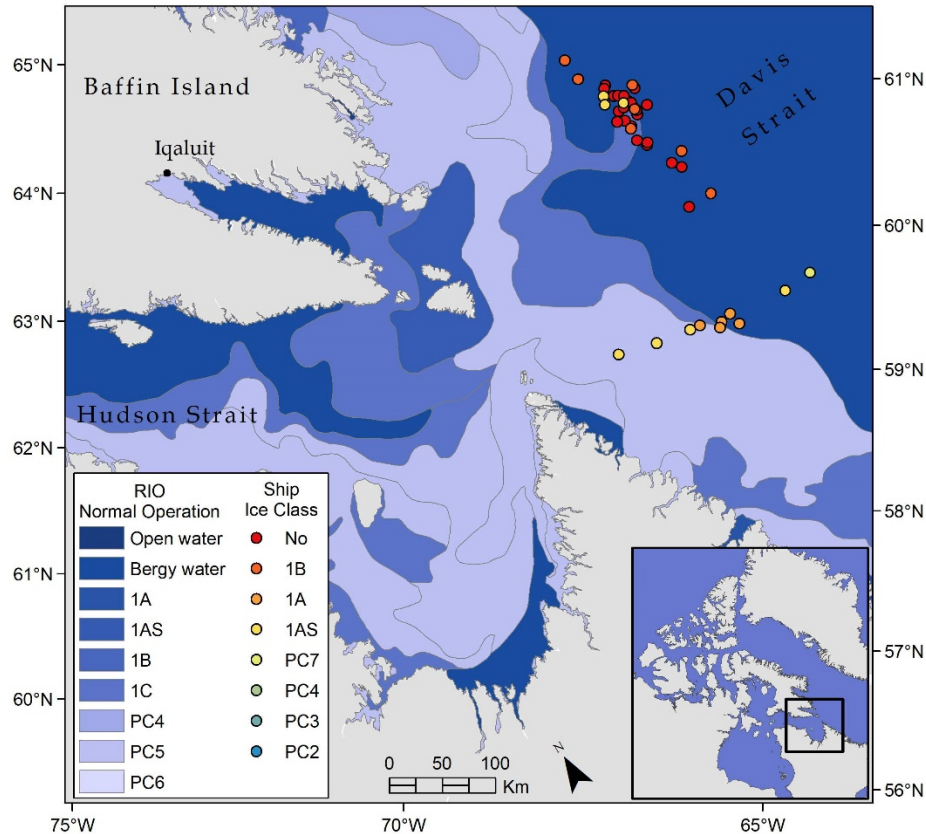 65°N
64°N
63°N
62°N
61°N
60°N
61°N
60°N
59°N
58°N
57°N
56°N
75°W
70°W
65°W
Baffin Island
Iqaluit
Davis
Strait
Hudson Strait
RIO
Normal Operation
Open water
Bergy water
1A
1AS
1B
1C
PC4
PC5
PC6
Ship
Ice Class
No
1B
1A
1AS
PC7
PC4
PC3
PC2
0 50 100
Km
N